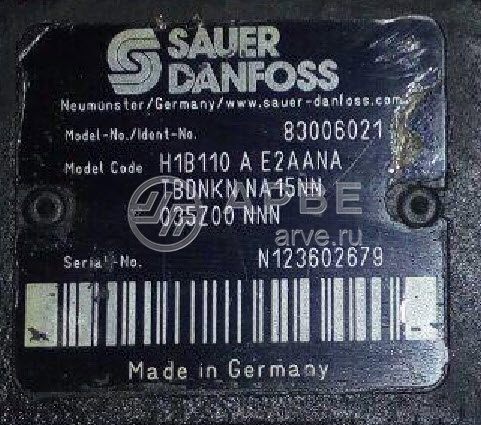 SAUER
DANFOSS
Neumünster/Germany/www.sauer-danfoss.com
Model-No./Ident-No. 83006021
Model Code H1B110 A E2AANA
TBDNKN NA15NN
035Z00 NNN
АРВЕ
arve.ru
Serial-No. N123602679
Made in Germany